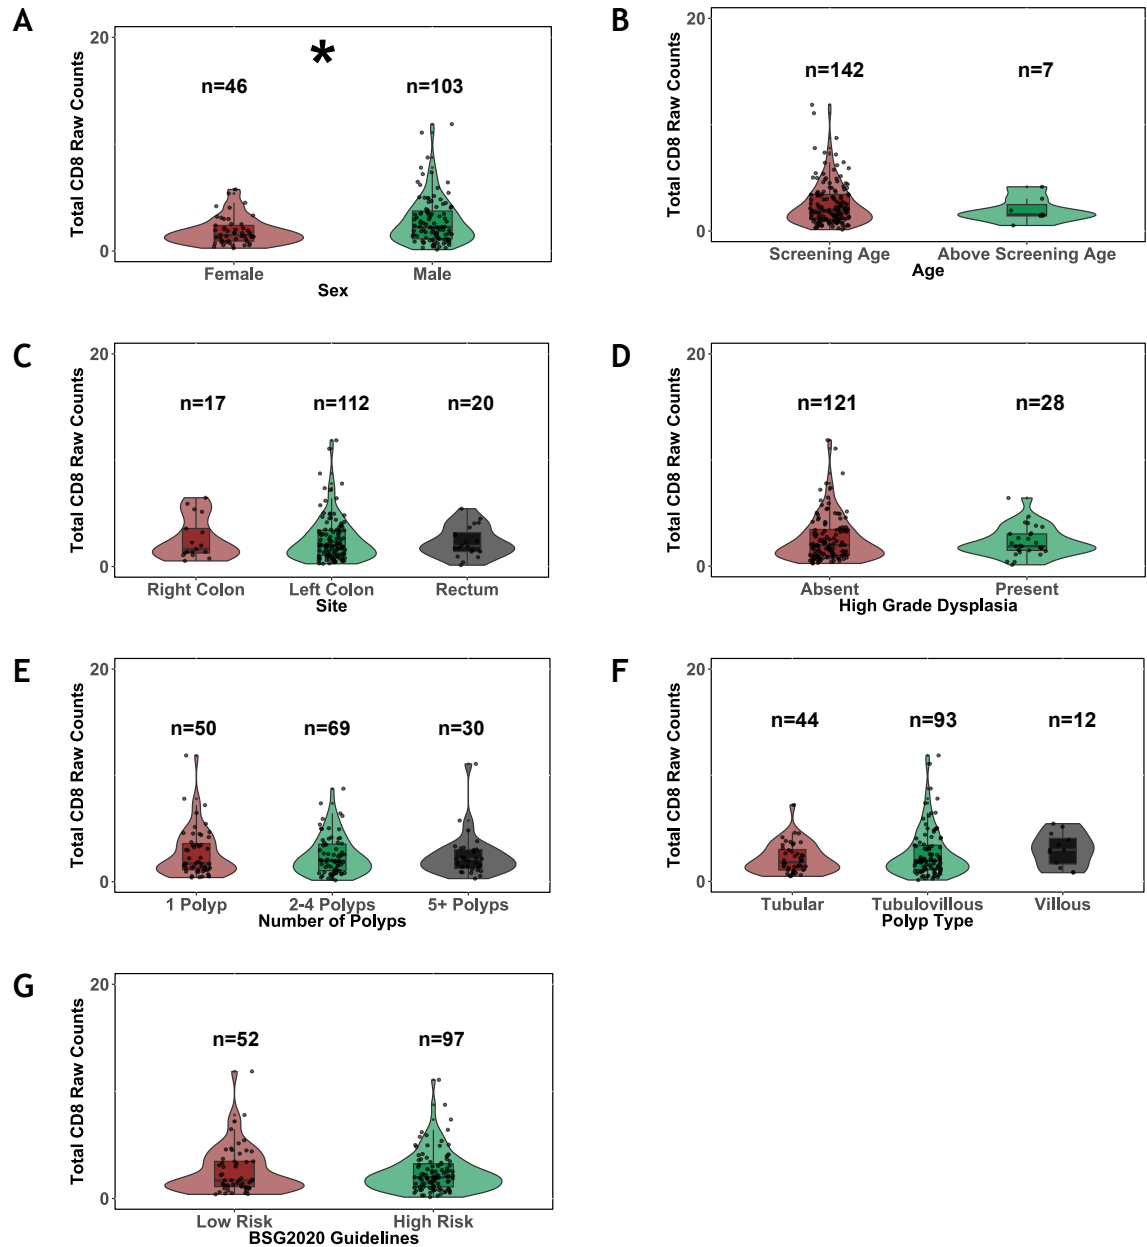 A
Total CD8 Raw Counts
20
0
n=46
*
n=103
Female
Male
Sex
B
Total CD8 Raw Counts
20
0
n=142
n=7
Screening Age
Above Screening Age
Age
C
Total CD8 Raw Counts
20
0
n=17
n=112
n=20
Right Colon
Left Colon
Rectum
Site
D
Total CD8 Raw Counts
20
0
n=121
n=28
Absent
Present
High Grade Dysplasia
E
Total CD8 Raw Counts
20
0
n=50
n=69
n=30
1 Polyp
2-4 Polyps
5+ Polyps
Number of Polyps
F
Total CD8 Raw Counts
20
0
n=44
n=93
n=12
Tubular
Tubulovillous
Villous
Polyp Type
G
Total CD8 Raw Counts
20
0
n=52
n=97
Low Risk
High Risk
BSG2020 Guidelines